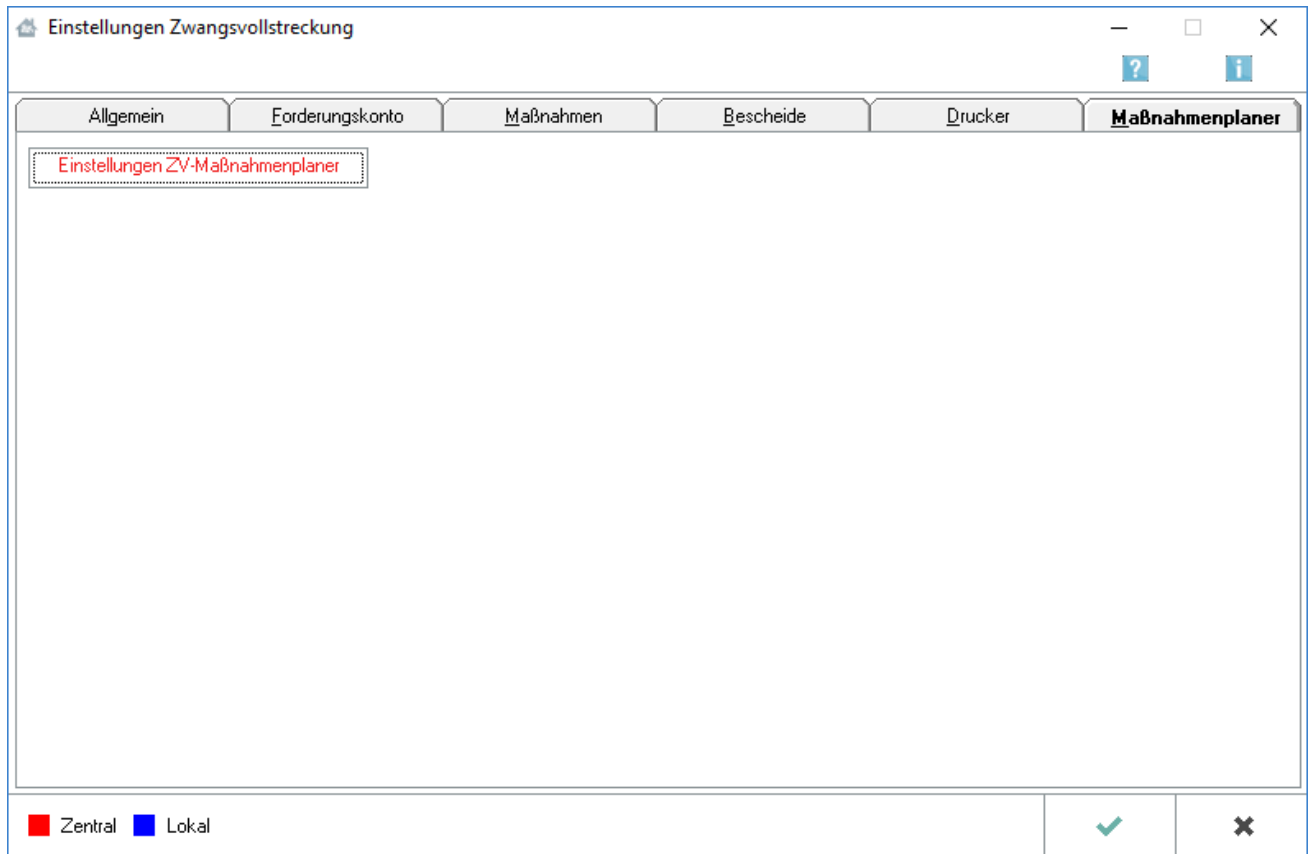 Einstellungen Zwangsvollstreckung
? i
Allgemein Forderungskonto Maßnahmen Bescheide Drucker Maßnahmenplaner
Einstellungen ZV-Maßnahmenplaner
Zentral Lokal